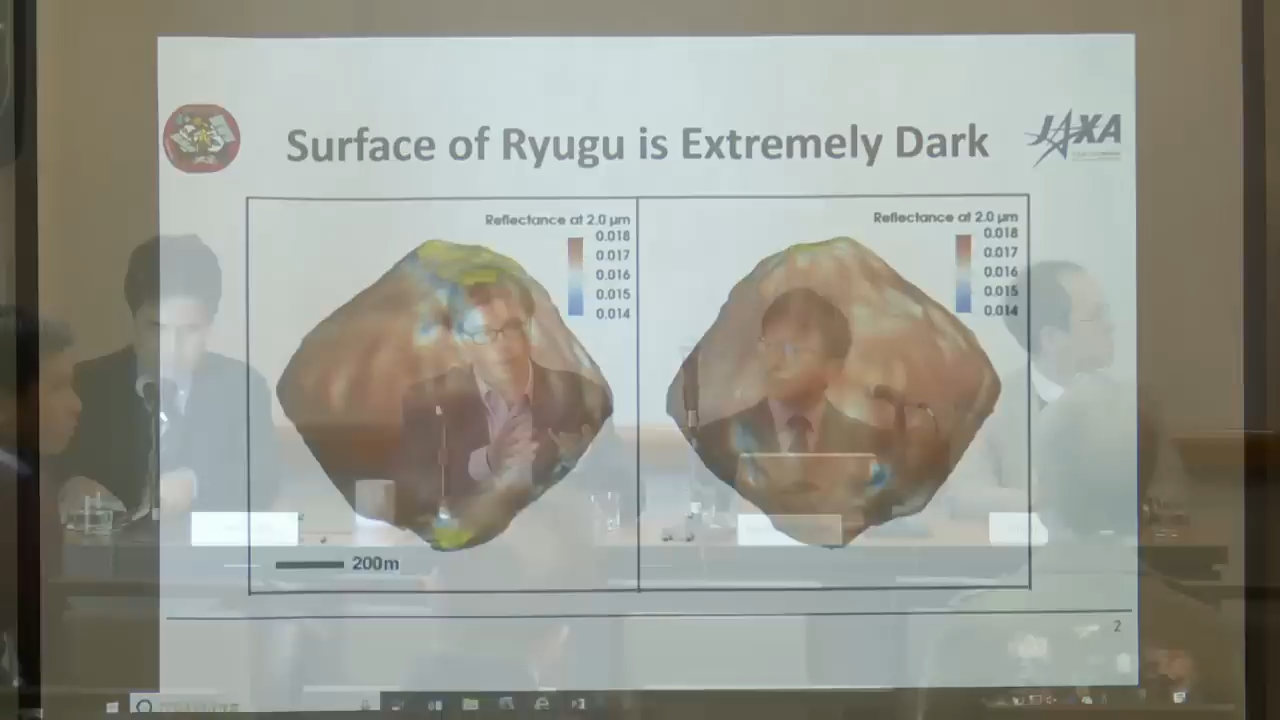 Surface of Ryugu is Extremely Dark
JAXA
Reflectance at 2.0 μm
0.018
0.017
0.016
0.015
0.014
200m
Reflectance at 2.0 μm
0.018
0.017
0.016
0.015
0.014
2